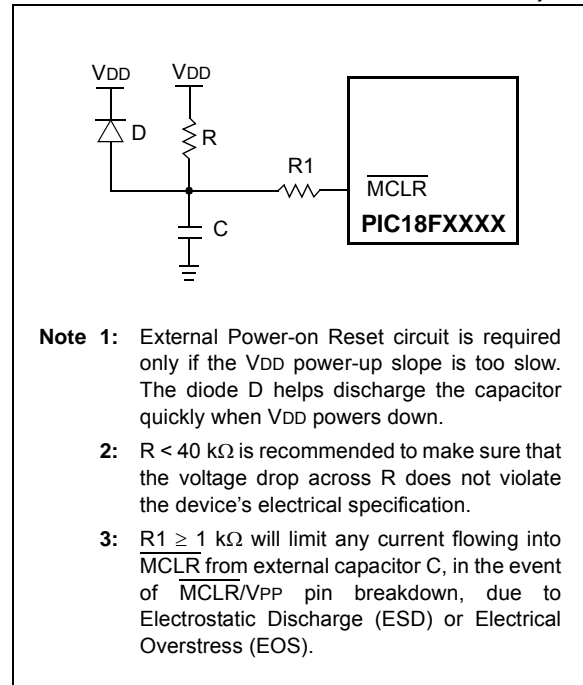 VDD VDD
D
R
R1
MCLR
PIC18FXXXX
C
Note 1: External Power-on Reset circuit is required
only if the VDD power-up slope is too slow.
The diode D helps discharge the capacitor
quickly when VDD powers down.
2: R < 40 kΩ is recommended to make sure that
the voltage drop across R does not violate
the device's electrical specification.
3: R1 ≥ 1 kΩ will limit any current flowing into
MCLR from external capacitor C, in the event
of MCLR/VPP pin breakdown, due to
Electrostatic Discharge (ESD) or Electrical
Overstress (EOS).